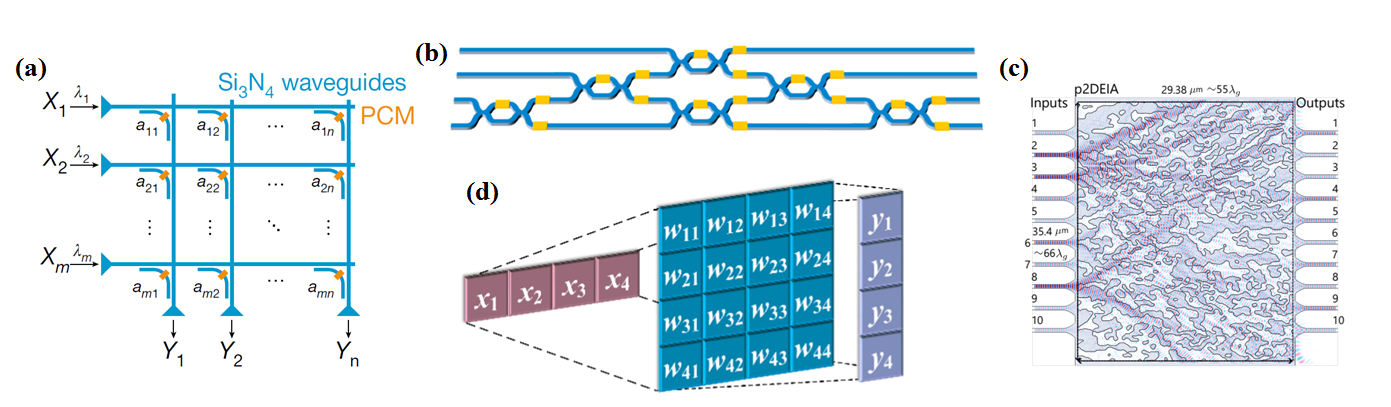 (a)
Si3N4 waveguides
PCM
X1 λ1
a11 a12 ... a1n
X2 λ2
a21 a22 ... a2n
⋮ ⋮ ⋱ ⋮
Xm λm
am1 am2 ... amn
Y1 Y2 Yn
(b)
(c)
p2DEIA 29.38 μm ~55λg
Inputs Outputs
1 1
2 2
3 3
4 4
5 5
35.4 μm
6 6
~66λg
7 7
8 8
9 9
10 10
(d)
x1 x2 x3 x4
w11 w12 w13 w14 y1
w21 w22 w23 w24 y2
w31 w32 w33 w34 y3
w41 w42 w43 w44 y4